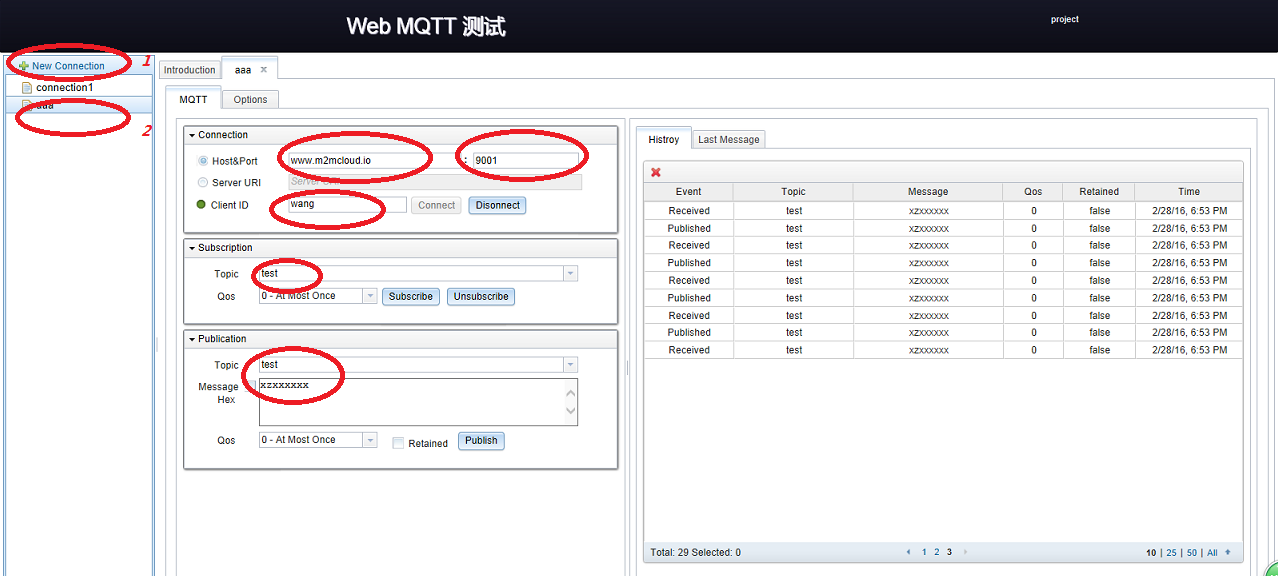 Web MQTT 测试
project
New Connection
1
connection1
aaa
2
Introduction
aaa
MQTT
Options
Connection
Host&Port
www.m2mcloud.io
:
9001
Server URI
Client ID
wang
Connect
Disonnect
Subscription
Topic
test
Qos
0 - At Most Once
Subscribe
Unsubscribe
Publication
Topic
test
Message
Hex
xzxxxxxx
Qos
0 - At Most Once
Retained
Publish
Histroy
Last Message
Event Topic Message Qos Retained Time
Received test xzxxxxxx 0 false 2/28/16, 6:53 PM
Published test xzxxxxxx 0 false 2/28/16, 6:53 PM
Received test xzxxxxxx 0 false 2/28/16, 6:53 PM
Published test xzxxxxxx 0 false 2/28/16, 6:53 PM
Received test xzxxxxxx 0 false 2/28/16, 6:53 PM
Published test xzxxxxxx 0 false 2/28/16, 6:53 PM
Received test xzxxxxxx 0 false 2/28/16, 6:53 PM
Published test xzxxxxxx 0 false 2/28/16, 6:53 PM
Received test xzxxxxxx 0 false 2/28/16, 6:53 PM
Total: 29 Selected: 0
1 2 3
10 | 25 | 50 | All